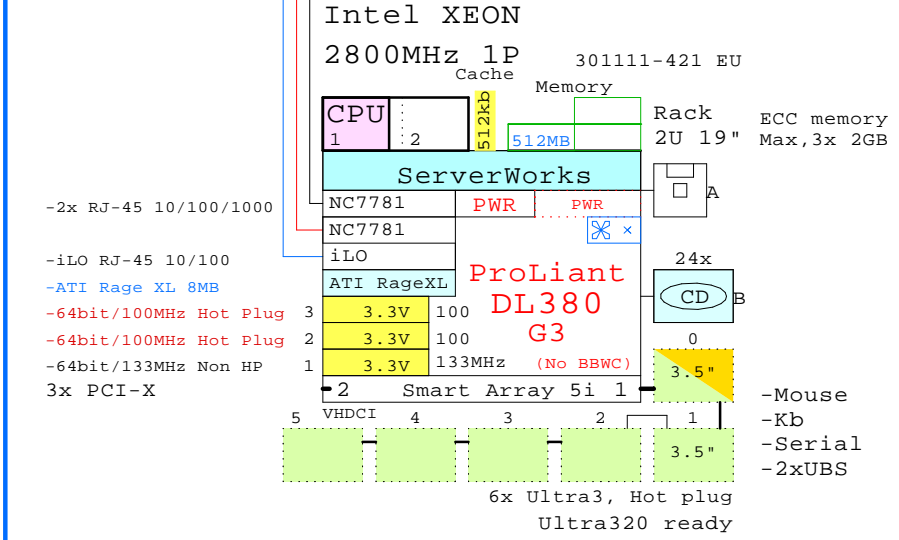 Intel XEON
2800MHz 1P
301111-421 EU
Cache
Memory
CPU
1
2
512kb
512MB
Rack
2U 19"
ECC memory
Max,3x 2GB
ServerWorks
A
-2x RJ-45 10/100/1000
NC7781
PWR
PWR
NC7781
×
-iLO RJ-45 10/100
iLO
24x
-ATI Rage XL 8MB
ATI RageXL
ProLiant
DL380
G3
CD
B
-64bit/100MHz Hot Plug 3
3.3V
100
-64bit/100MHz Hot Plug 2
3.3V
100
0
-64bit/133MHz Non HP 1
3.3V
133MHz
(No BBWC)
3.5"
3x PCI-X
2
Smart Array 5i 1
-Mouse
-Kb
-Serial
-2xUBS
VHDCI
5
4
3
2
1
3.5"
6x Ultra3, Hot plug
Ultra320 ready